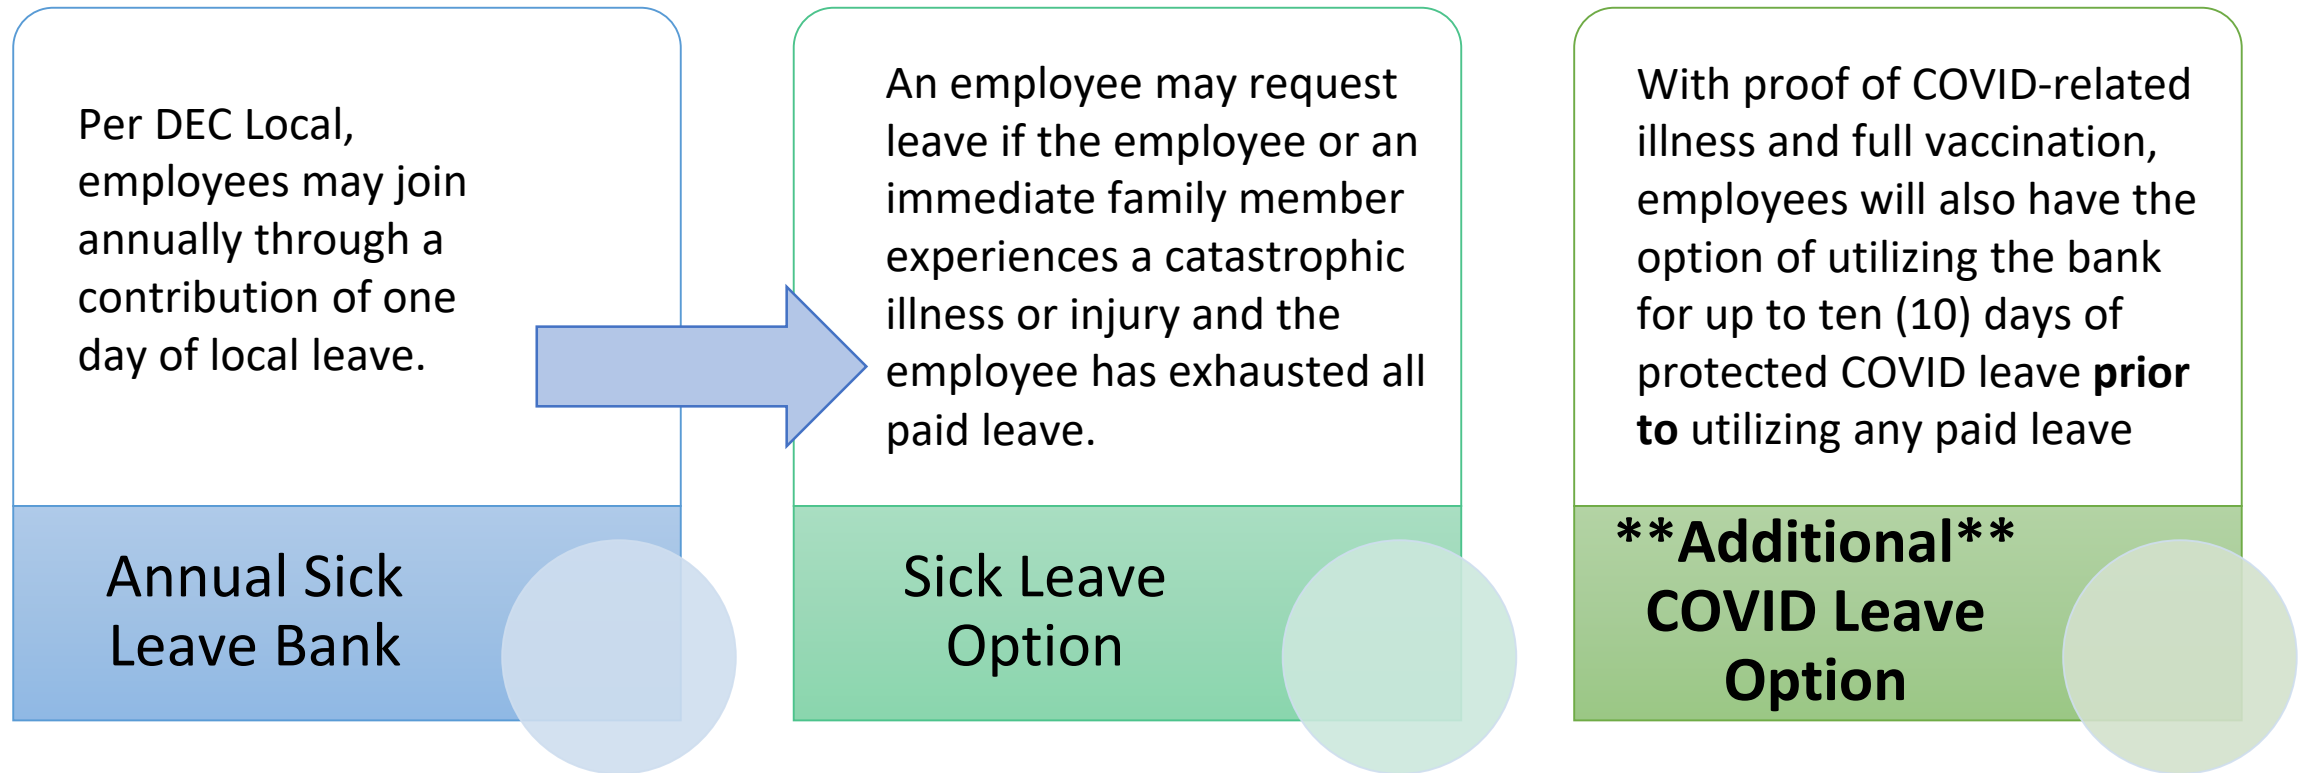 Per DEC Local,
employees may join
annually through a
contribution of one
day of local leave.
Annual Sick
Leave Bank
An employee may request
leave if the employee or an
immediate family member
experiences a catastrophic
illness or injury and the
employee has exhausted all
paid leave.
Sick Leave
Option
With proof of COVID-related
illness and full vaccination,
employees will also have the
option of utilizing the bank
for up to ten (10) days of
protected COVID leave prior
to utilizing any paid leave
**Additional**
COVID Leave
Option